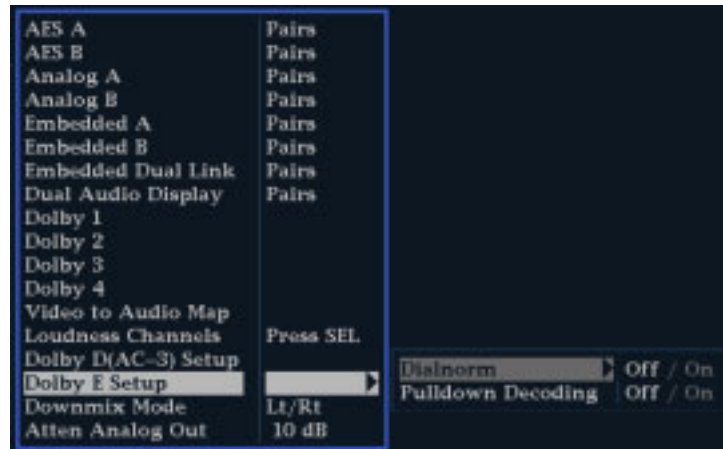 AES A Pairs
AES B Pairs
Analog A Pairs
Analog B Pairs
Embedded A Pairs
Embedded B Pairs
Embedded Dual Link Pairs
Dual Audio Display Pairs
Dolby 1
Dolby 2
Dolby 3
Dolby 4
Video to Audio Map
Loudness Channels Press SEL
Dolby D(AC-3) Setup
Dolby E Setup
Downmix Mode Lt/Rt
Atten Analog Out 10 dB
Dialnorm Off / On
Pulldown Decoding Off / On